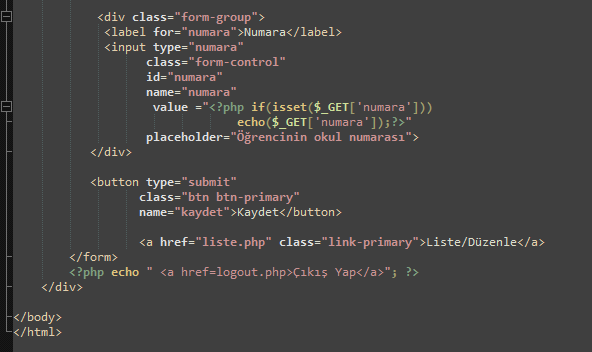 <div class="form-group">
<label for="numara">Numara</label>
<input type="numara"
class="form-control"
id="numara"
name="numara"
value ="<?php if(isset($_GET['numara']))
echo($_GET['numara']);?>"
placeholder="Öğrencinin okul numarası">
</div>
<button type="submit"
class="btn btn-primary"
name="kaydet">Kaydet</button>
<a href="liste.php" class="link-primary">Liste/Düzenle</a>
</form>
<?php echo " <a href=logout.php>Çıkış Yap</a>"; ?>
</div>
</body>
</html>